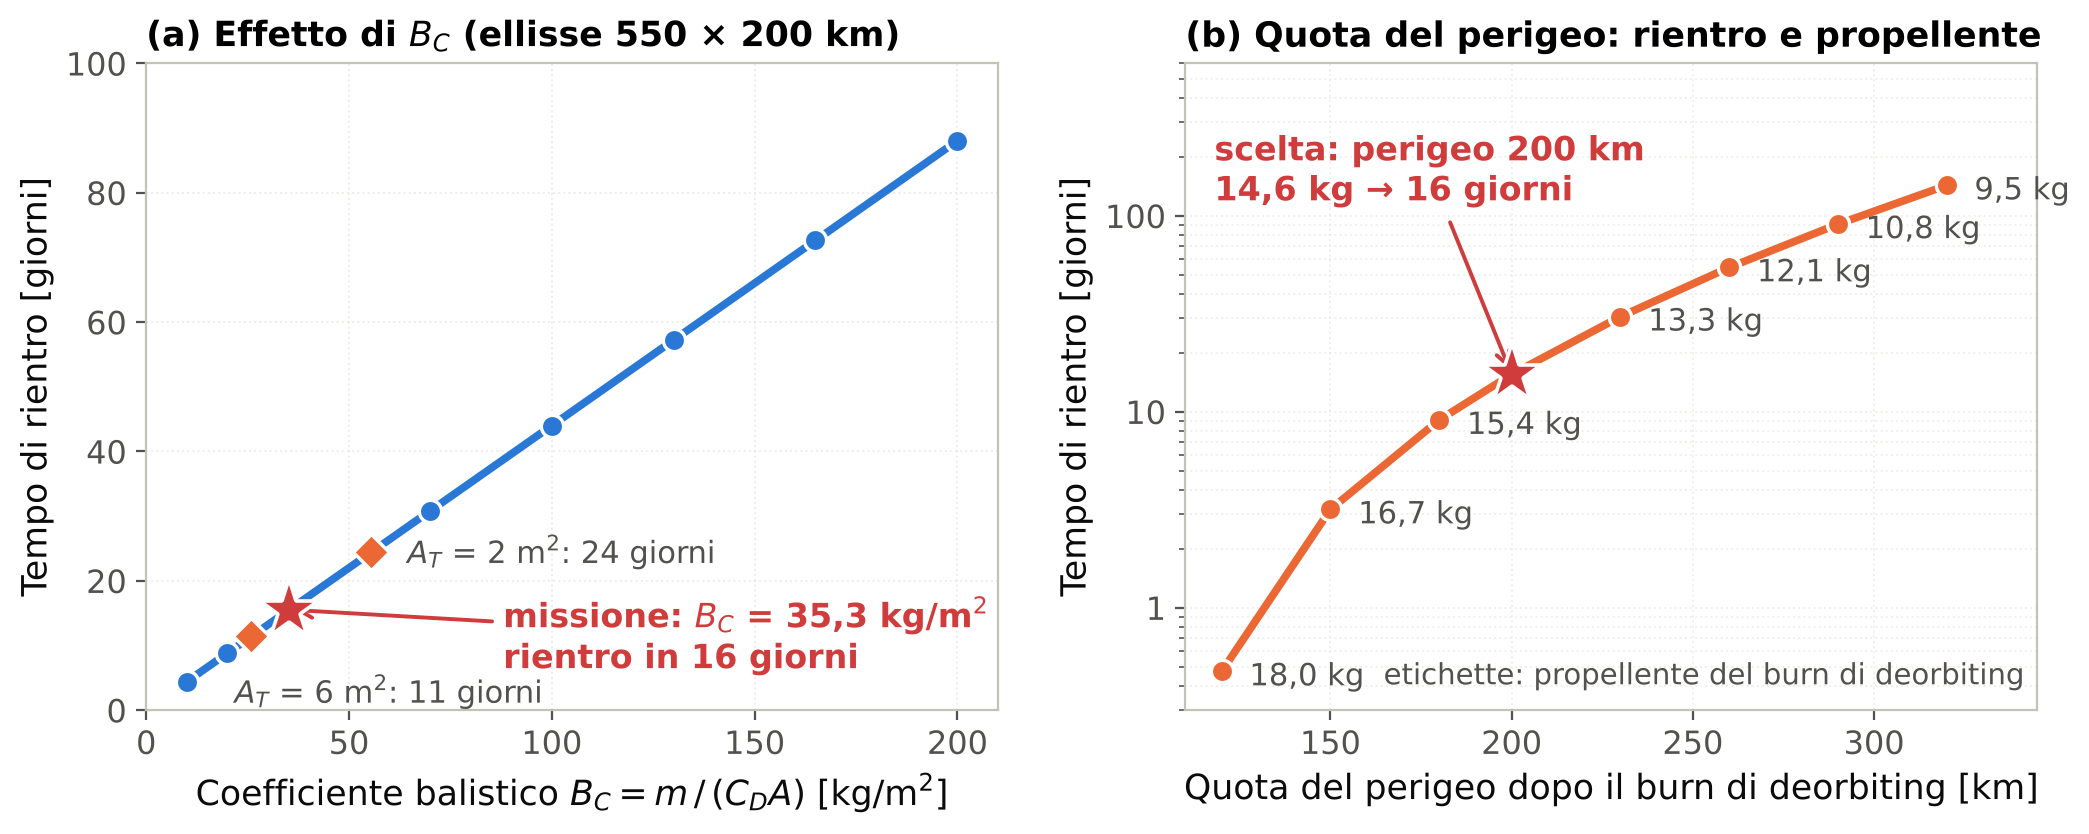 (a) Effetto di B_C (ellisse 550 × 200 km)
100
80
60
40
20
0
Tempo di rientro [giorni]
A_T = 2 m²: 24 giorni
missione: B_C = 35,3 kg/m²
rientro in 16 giorni
A_T = 6 m²: 11 giorni
0 50 100 150 200
Coefficiente balistico B_C = m / (C_D A) [kg/m²]
(b) Quota del perigeo: rientro e propellente
scelta: perigeo 200 km
14,6 kg → 16 giorni
100
10
1
Tempo di rientro [giorni]
9,5 kg
10,8 kg
12,1 kg
13,3 kg
15,4 kg
16,7 kg
18,0 kg
etichette: propellente del burn di deorbiting
150 200 250 300
Quota del perigeo dopo il burn di deorbiting [km]